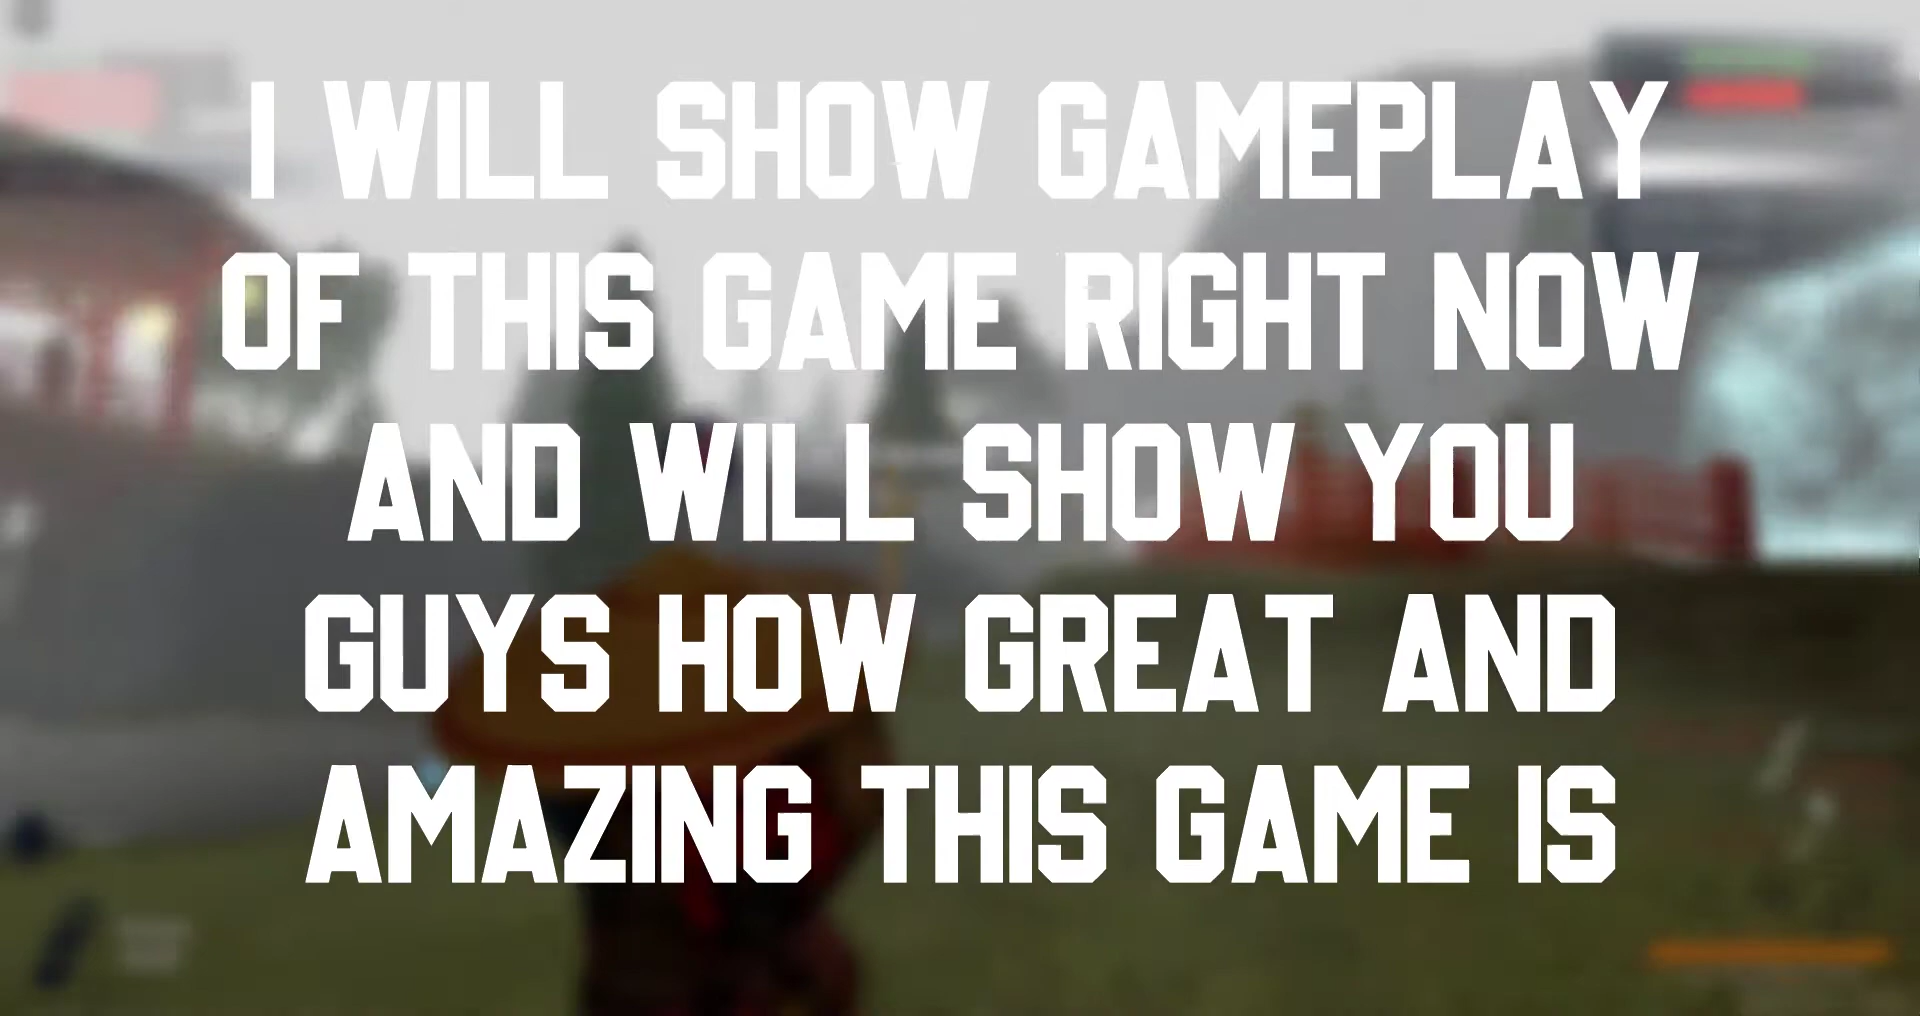 I WILL SHOW GAMEPLAY
OF THIS GAME RIGHT NOW
AND WILL SHOW YOU
GUYS HOW GREAT AND
AMAZING THIS GAME IS